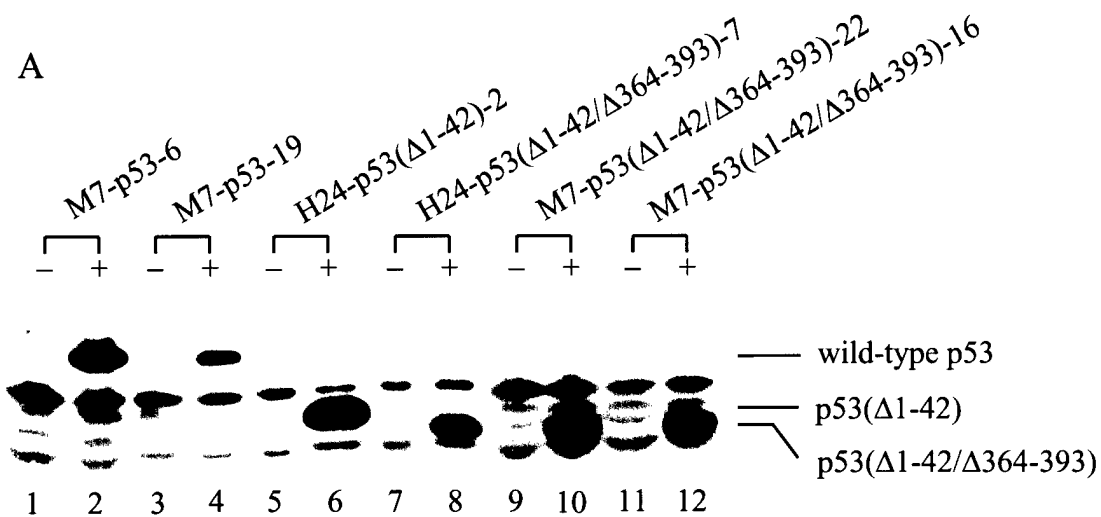 A
M7-p53-6
M7-p53-19
H24-p53(Δ1-42)-2
H24-p53(Δ1-42/Δ364-393)-7
M7-p53(Δ1-42/Δ364-393)-22
M7-p53(Δ1-42/Δ364-393)-16
− + − + − + − + − + − +
wild-type p53
p53(Δ1-42)
p53(Δ1-42/Δ364-393)
1 2 3 4 5 6 7 8 9 10 11 12